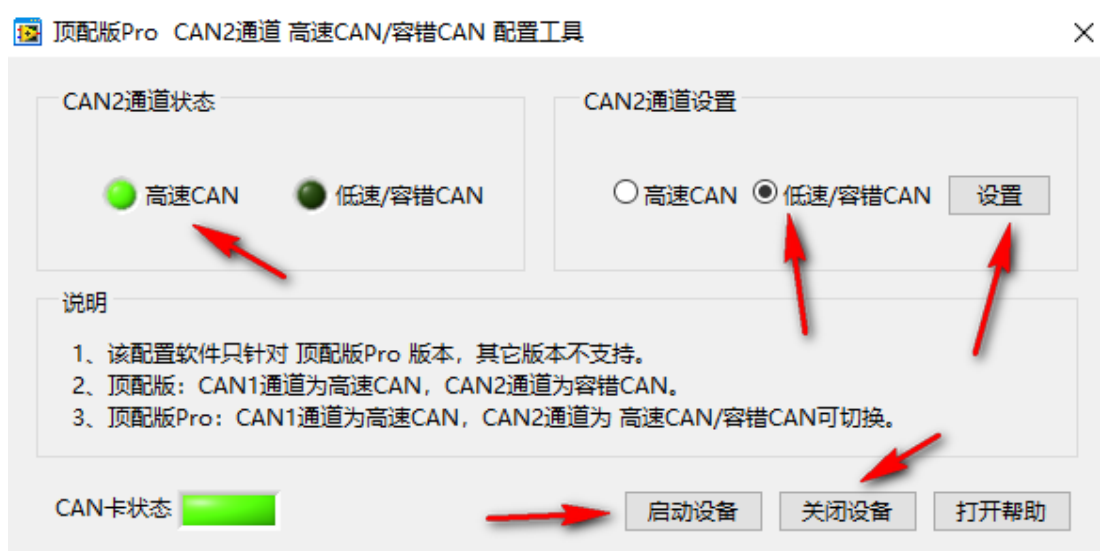 顶配版Pro CAN2通道 高速CAN/容错CAN 配置工具
CAN2通道状态
CAN2通道设置
高速CAN
低速/容错CAN
高速CAN
低速/容错CAN
设置
说明
1、该配置软件只针对 顶配版Pro 版本，其它版本不支持。
2、顶配版：CAN1通道为高速CAN，CAN2通道为容错CAN。
3、顶配版Pro：CAN1通道为高速CAN，CAN2通道为 高速CAN/容错CAN可切换。
CAN卡状态
启动设备
关闭设备
打开帮助